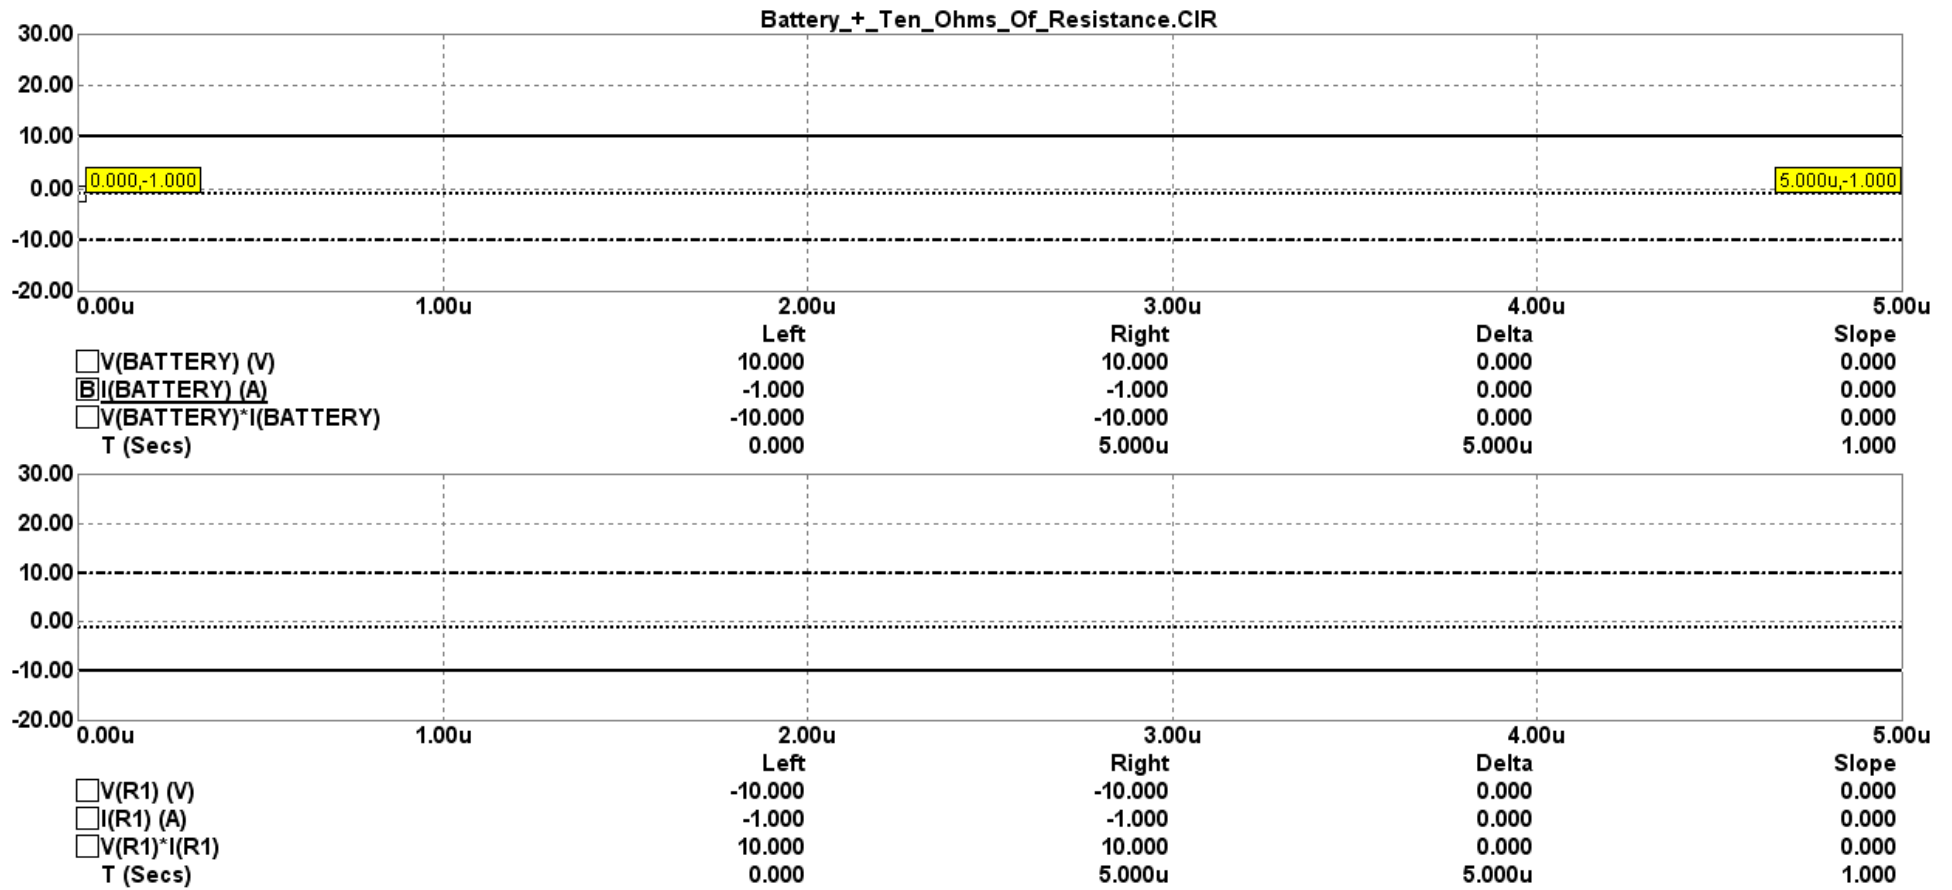 Battery_+_Ten_Ohms_Of_Resistance.CIR
30.00
20.00
10.00
0.00
-10.00
-20.00
0.000,-1.000
5.000u,-1.000
0.00u 1.00u 2.00u 3.00u 4.00u 5.00u
Left Right Delta Slope
V(BATTERY) (V) 10.000 10.000 0.000 0.000
B I(BATTERY) (A) -1.000 -1.000 0.000 0.000
V(BATTERY)*I(BATTERY) -10.000 -10.000 0.000 0.000
T (Secs) 0.000 5.000u 5.000u 1.000
30.00
20.00
10.00
0.00
-10.00
-20.00
0.00u 1.00u 2.00u 3.00u 4.00u 5.00u
Left Right Delta Slope
V(R1) (V) -10.000 -10.000 0.000 0.000
I(R1) (A) -1.000 -1.000 0.000 0.000
V(R1)*I(R1) 10.000 10.000 0.000 0.000
T (Secs) 0.000 5.000u 5.000u 1.000